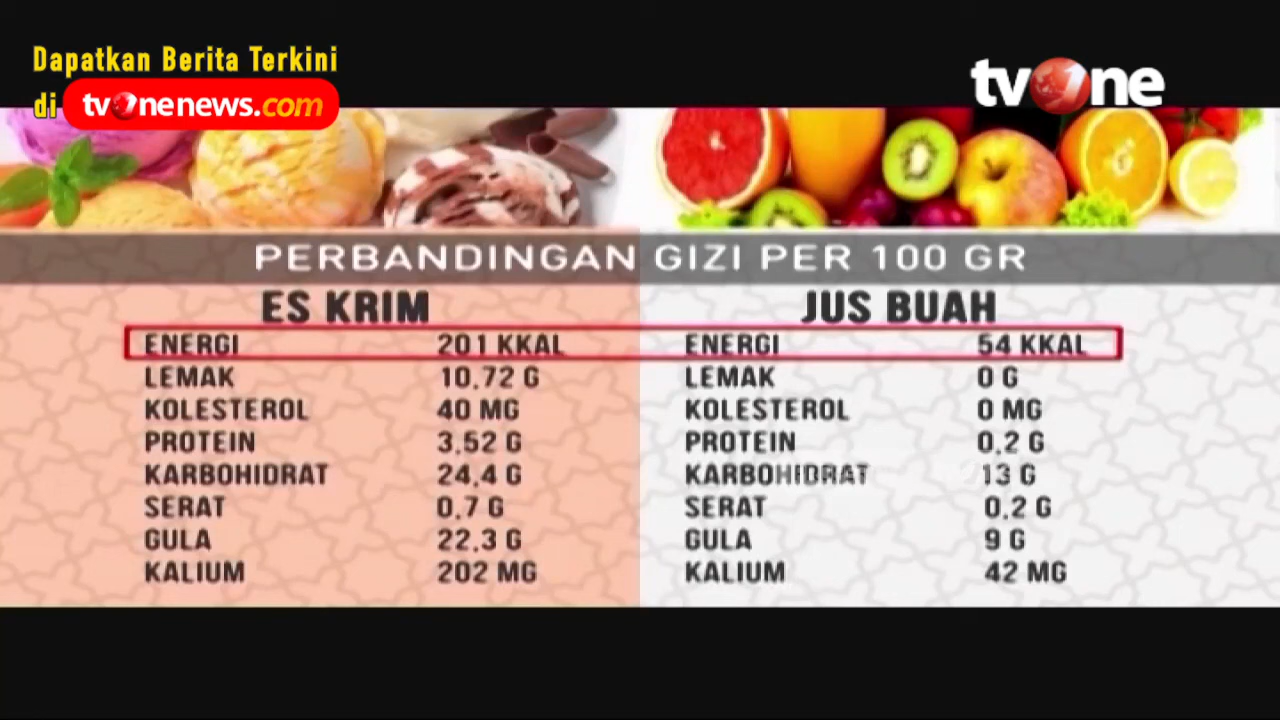 Dapatkan Berita Terkini
di tvonenews.com
tvOne
PERBANDINGAN GIZI PER 100 GR
ES KRIM
ENERGI 201 KKAL
LEMAK 10,72 G
KOLESTEROL 40 MG
PROTEIN 3,52 G
KARBOHIDRAT 24,4 G
SERAT 0,7 G
GULA 22,3 G
KALIUM 202 MG
JUS BUAH
ENERGI 54 KKAL
LEMAK 0 G
KOLESTEROL 0 MG
PROTEIN 0,2 G
KARBOHIDRAT 13 G
SERAT 0,2 G
GULA 9 G
KALIUM 42 MG